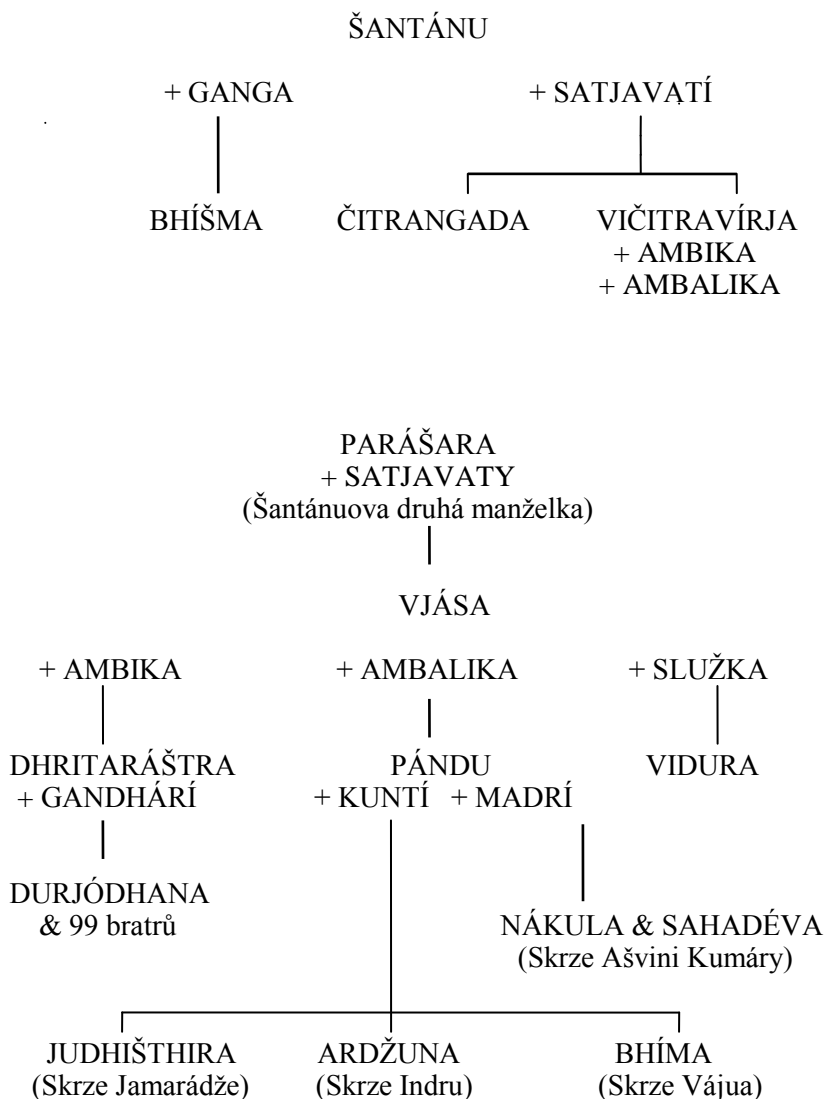 ŠANTÁNU
+ GANGA + SATJAVATÍ
BHÍŠMA ČITRANGADA VIČITRAVÍRJA
+ AMBIKA
+ AMBALIKA
PARÁŠARA
+ SATJAVATY
(Šantánuova druhá manželka)
VJÁSA
+ AMBIKA + AMBALIKA + SLUŽKA
DHRITARÁŠTRA PÁNDU VIDURA
+ GANDHÁRÍ + KUNTÍ + MADRÍ
DURJÓDHANA
& 99 bratrů NÁKULA & SAHADÉVA
(Skrze Ašvini Kumáry)
JUDHIŠTHIRA ARDŽUNA BHÍMA
(Skrze Jamarádže) (Skrze Indru) (Skrze Vájua)